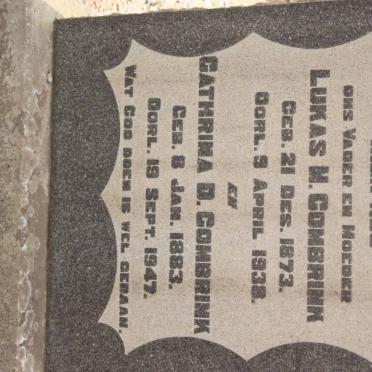 ONS VADER EN MOEDER
LUKAS M. COMBRINK
GEB. 21 DES. 1873.
OORL. 9 APRIL 1938.
EN
CATHRINA D. COMBRINK
GEB. 8 JAN. 1883.
OORL. 19 SEPT. 1947.
WAT GOD DOEN IS WEL GEDAAN.